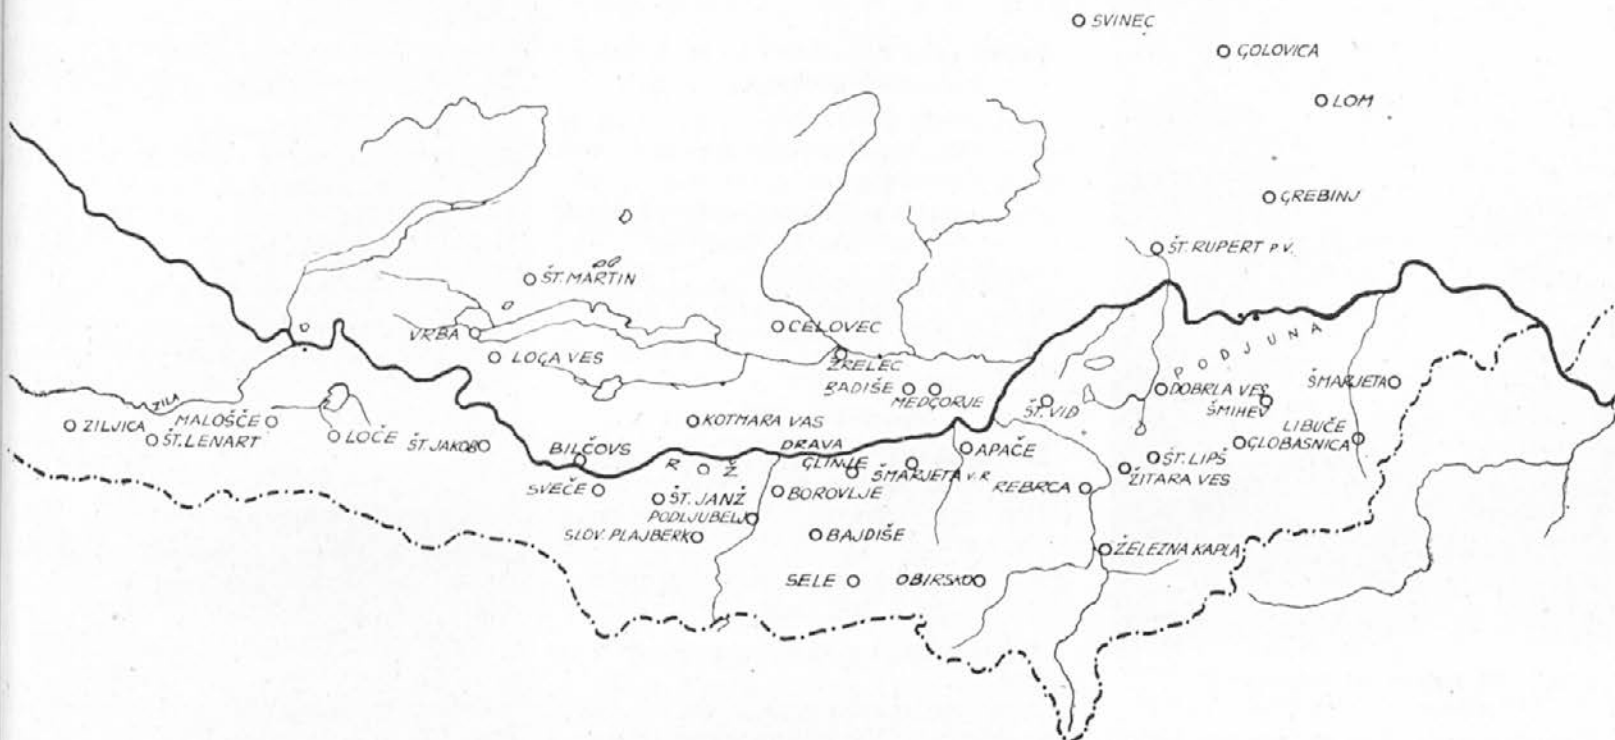 SVINEC
GOLOVICA
LOM
GREBINJ
ŠT. RUPERT P.V.
ŠT. MARTIN
VRBA
CELOVEC
LOGA VES
ŽRELEC
PODJUNA
RADIŠE
MEDGORJE
DOBRLA VES
ŠMARJETA
ZILA
ŠT. VID
ŠMIHEV
ZILJICA
MALOŠČE
KOTMARA VAS
LIBUČE
ŠT. LENART
LOČE
ŠT. JAKOB
BILČOVS
DRAVA
APAČE
GLOBASNICA
R Ž
GLINJE
ŠMARJETA V. R
ŠT. LIPŠ
ŽITARA VES
SVEČE
ŠT. JANŽ
BOROVLJE
REBRCA
PODLJUBELJ
SLOV. PLAJBERK
BAJDIŠE
ŽELEZNA KAPLA
SELE
OBIRSKO